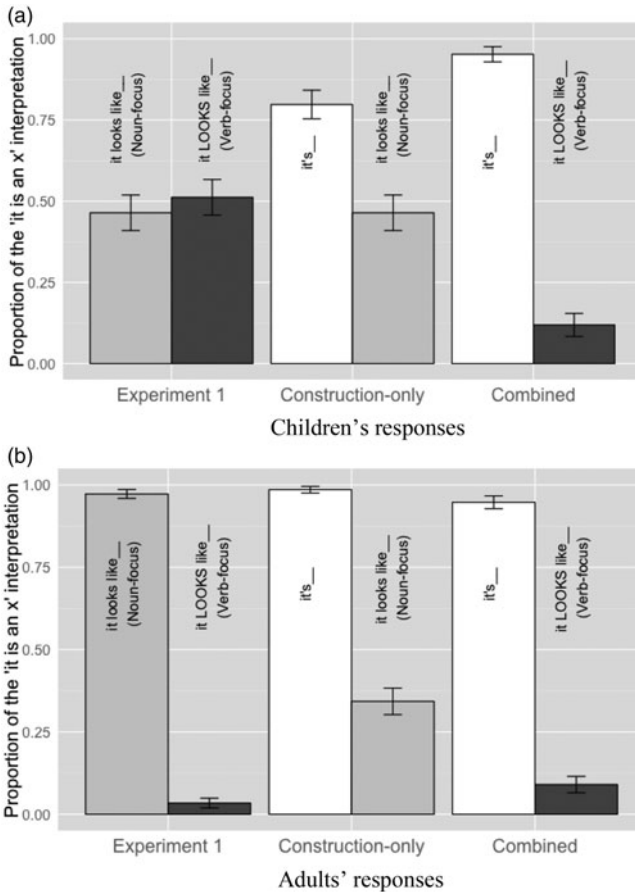 (a)
Proportion of the 'it is an x' interpretation
1.00
0.75
0.50
0.25
0.00
it looks like__
(Noun-focus)
it LOOKS like__
(Verb-focus)
it's__
it looks like__
(Noun-focus)
it's__
it LOOKS like__
(Verb-focus)
Experiment 1
Construction-only
Combined
Children's responses
(b)
Proportion of the 'it is an x' interpretation
1.00
0.75
0.50
0.25
0.00
it looks like__
(Noun-focus)
it LOOKS like__
(Verb-focus)
it's__
it looks like__
(Noun-focus)
it's__
it LOOKS like__
(Verb-focus)
Experiment 1
Construction-only
Combined
Adults' responses